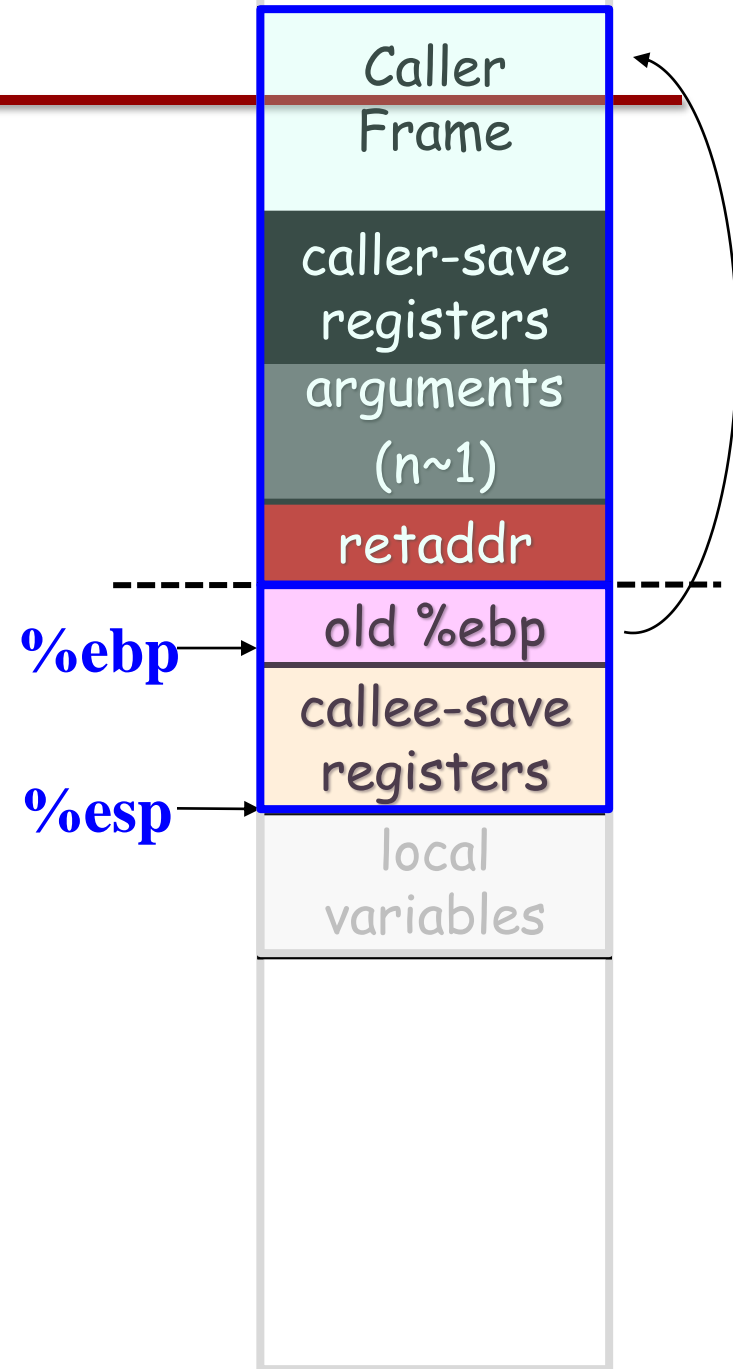 Caller
Frame
caller-save
registers
arguments
(n~1)
retaddr
old %ebp
%ebp
callee-save
registers
%esp
local
variables